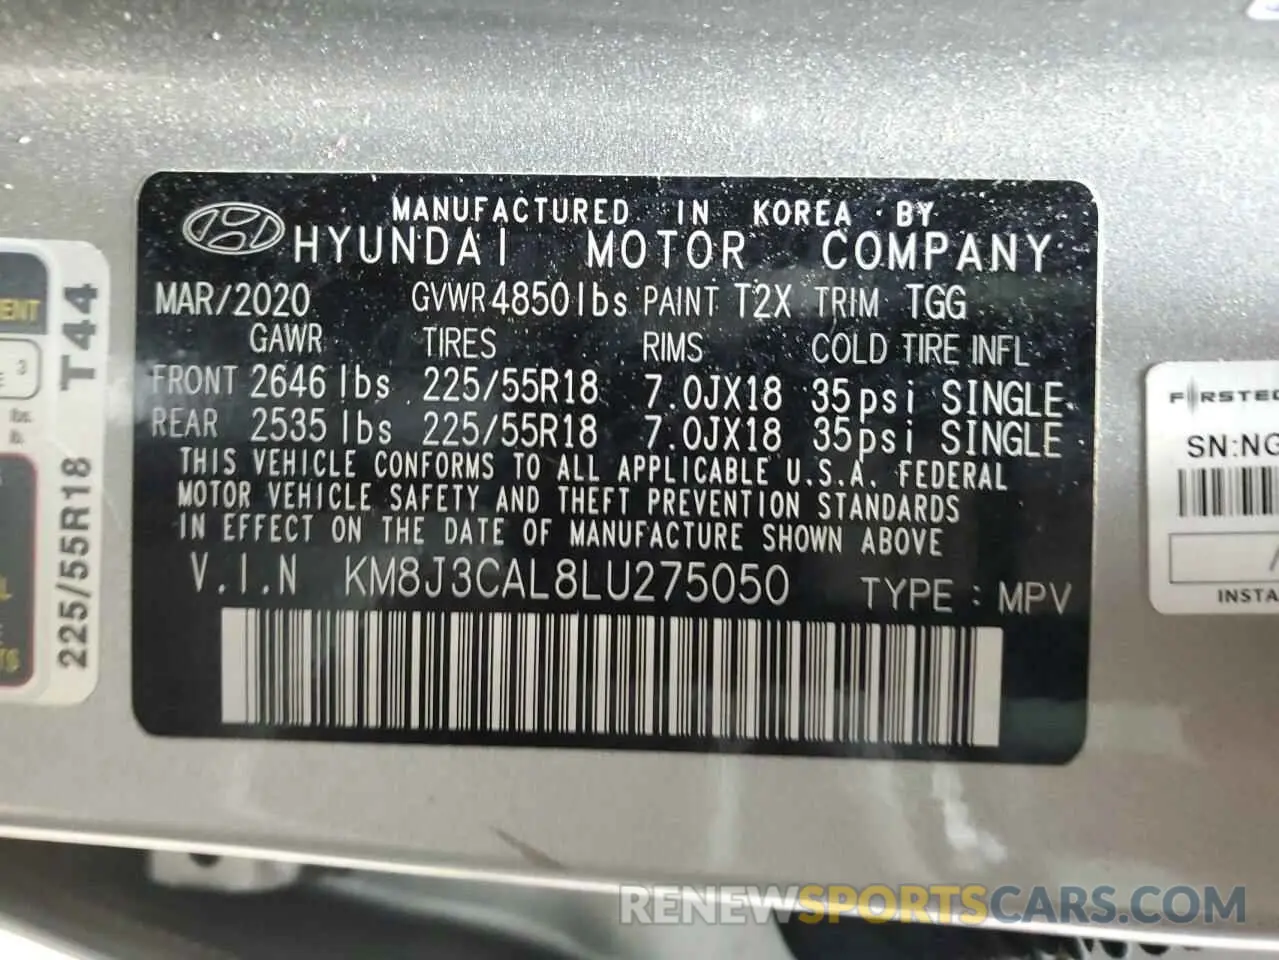 MANUFACTURED IN KOREA BY
HYUNDAI MOTOR COMPANY
MAR/2020 GVWR 4850lbs PAINT T2X TRIM TGG
GAWR TIRES RIMS COLD TIRE INFL
FRONT 2646 lbs 225/55R18 7.0JX18 35psi SINGLE
REAR 2535 lbs 225/55R18 7.0JX18 35psi SINGLE
THIS VEHICLE CONFORMS TO ALL APPLICABLE U.S.A. FEDERAL
MOTOR VEHICLE SAFETY AND THEFT PREVENTION STANDARDS
IN EFFECT ON THE DATE OF MANUFACTURE SHOWN ABOVE
V.I.N KM8J3CAL8LU275050 TYPE : MPV
225/55R18 T44
3
lbs.
lb.
SN:NG
RENEWSPORTSCARS.COM